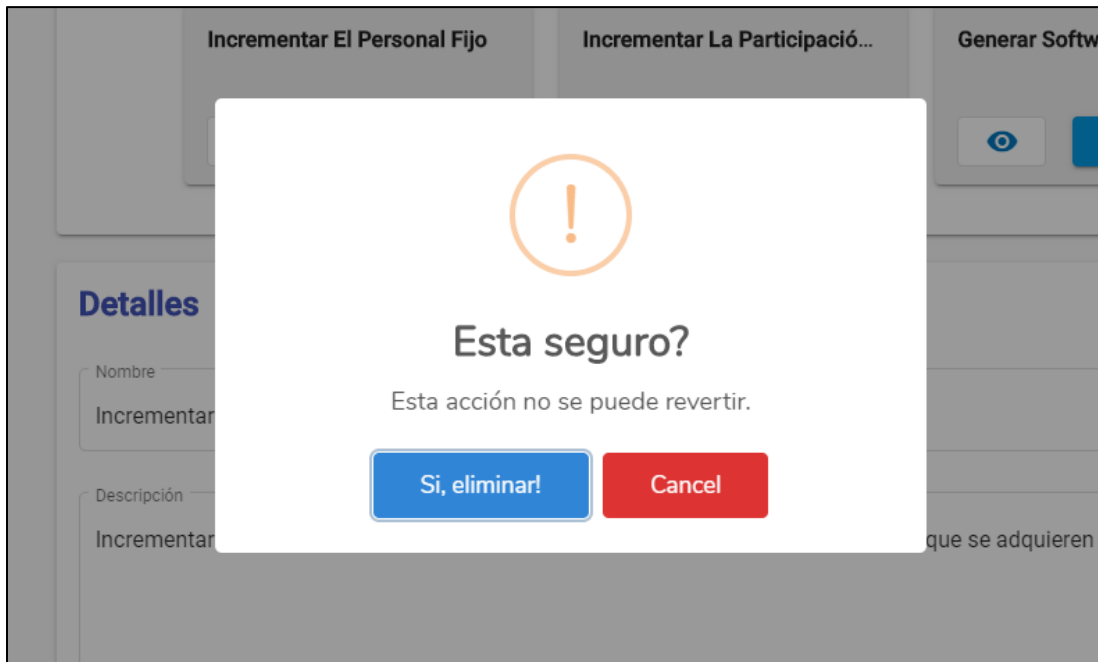 Incrementar El Personal Fijo
Incrementar La Participació...
Generar Softw
!
Esta seguro?
Esta acción no se puede revertir.
Si, eliminar!
Cancel
Detalles
Nombre
Incrementar
Descripción
Incrementar que se adquieren